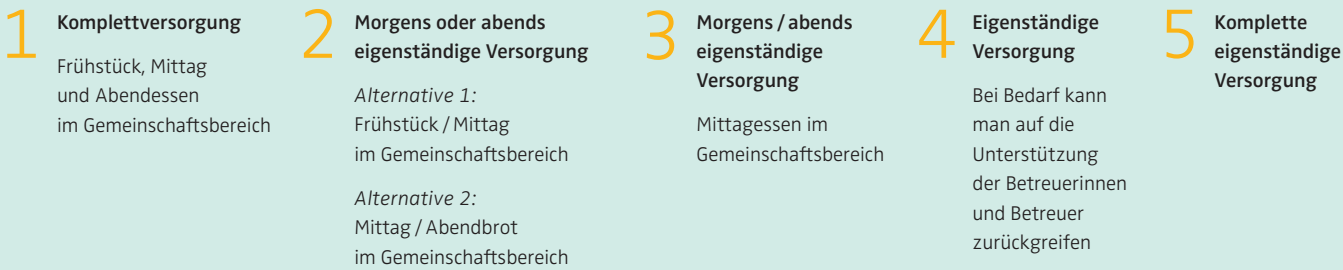 1
Komplettversorgung
Frühstück, Mittag
und Abendessen
im Gemeinschaftsbereich
2
Morgens oder abends
eigenständige Versorgung
Alternative 1:
Frühstück / Mittag
im Gemeinschaftsbereich
Alternative 2:
Mittag / Abendbrot
im Gemeinschaftsbereich
3
Morgens / abends
eigenständige
Versorgung
Mittagessen im
Gemeinschaftsbereich
4
Eigenständige
Versorgung
Bei Bedarf kann
man auf die
Unterstützung
der Betreuerinnen
und Betreuer
zurückgreifen
5
Komplette
eigenständige
Versorgung